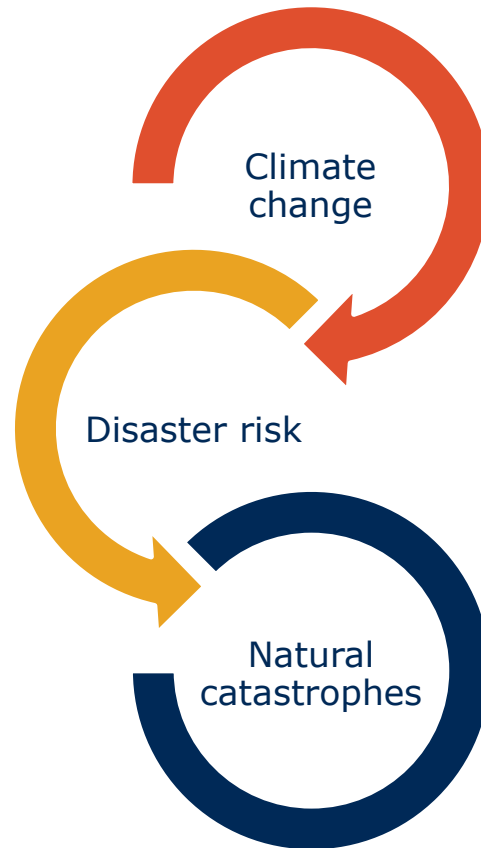 Climate
change
Disaster risk
Natural
catastrophes